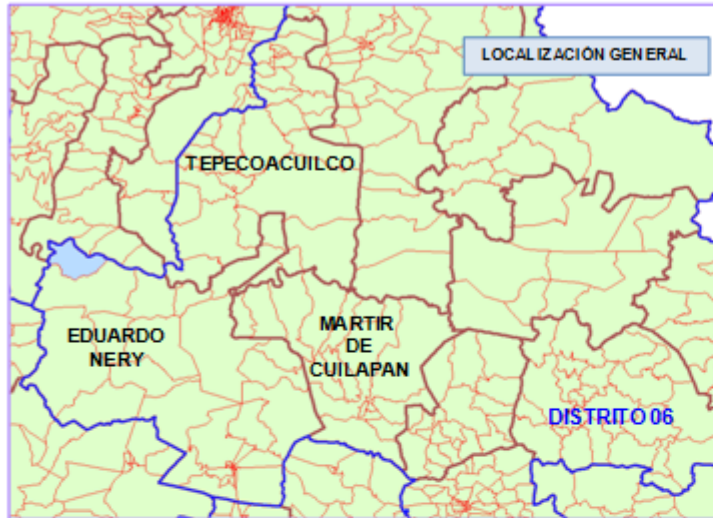 LOCALIZACIÓN GENERAL
TEPECOACUILCO
EDUARDO
NERY
MARTIR
DE
CUILAPAN
DISTRITO 06